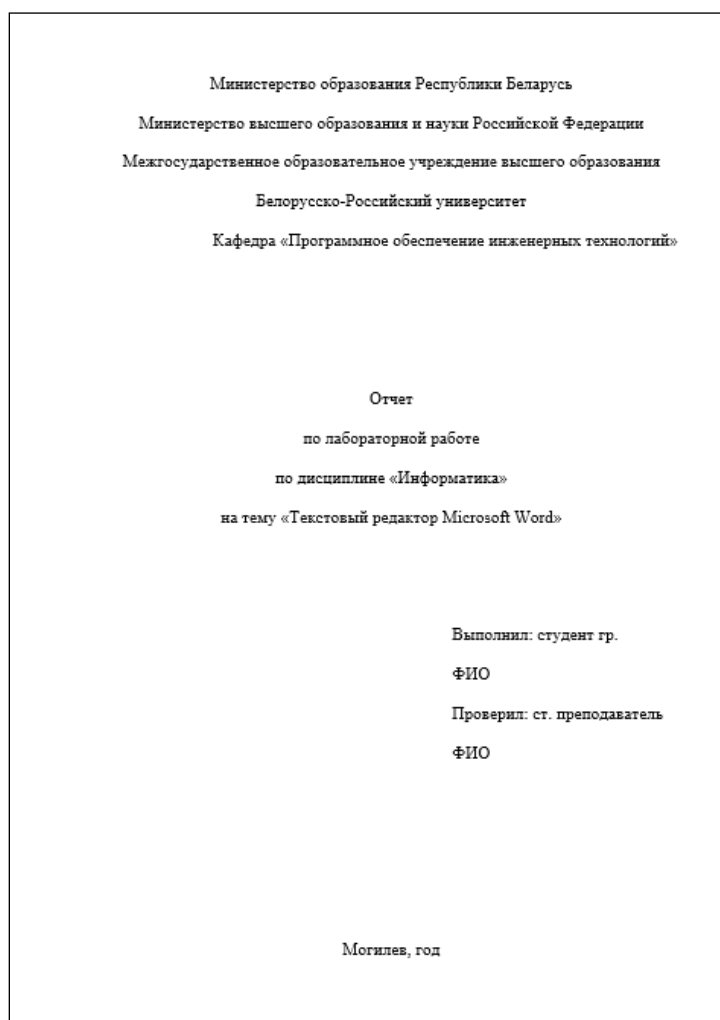 Министерство образования Республики Беларусь
Министерство высшего образования и науки Российской Федерации
Межгосударственное образовательное учреждение высшего образования
Белорусско-Российский университет
Кафедра «Программное обеспечение инженерных технологий»
Отчет
по лабораторной работе
по дисциплине «Информатика»
на тему «Текстовый редактор Microsoft Word»
Выполнил: студент гр.
ФИО
Проверил: ст. преподаватель
ФИО
Могилев, год